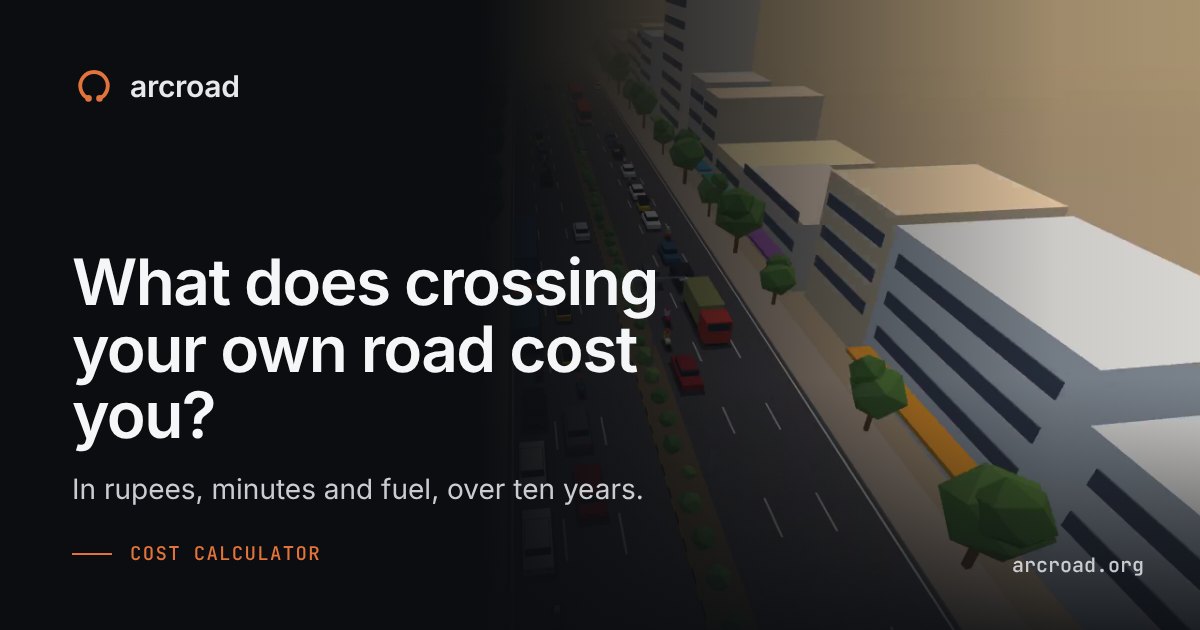 arcroad
What does crossing
your own road cost
you?
In rupees, minutes and fuel, over ten years.
COST CALCULATOR
arcroad.org